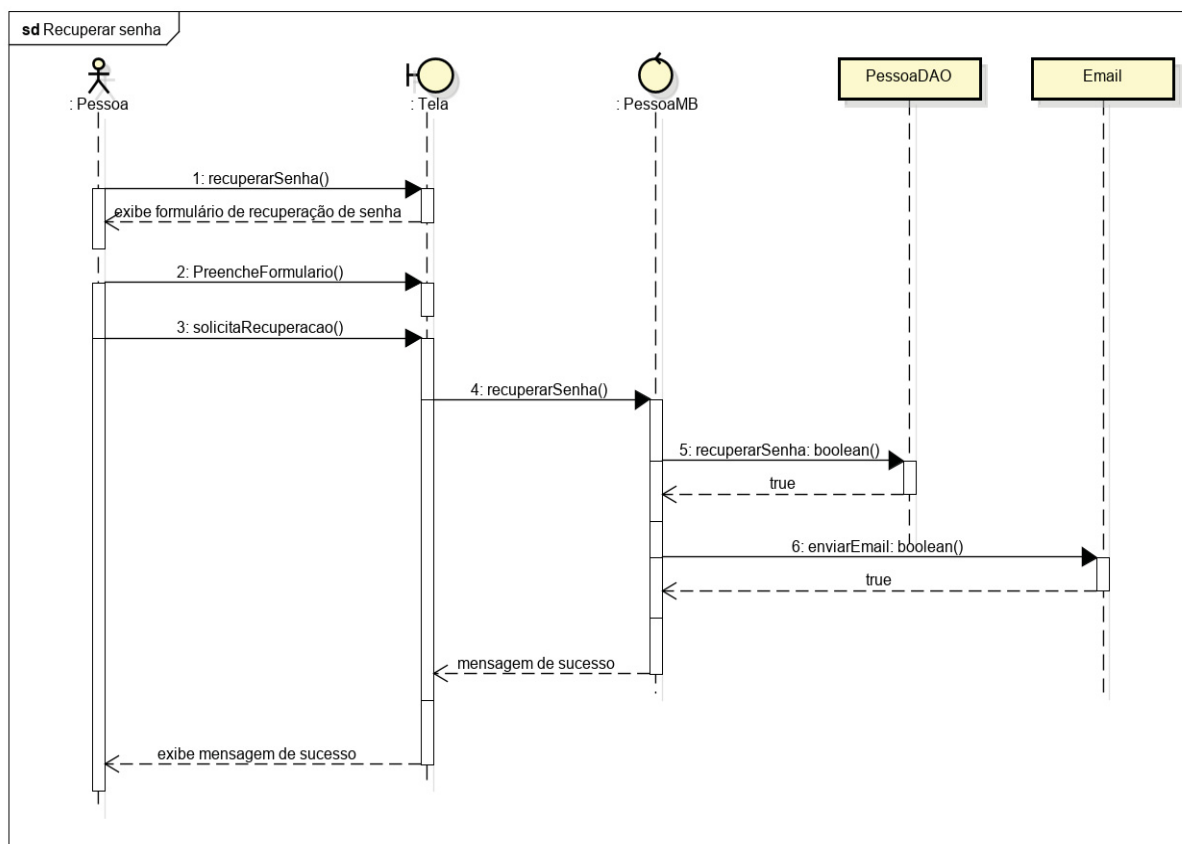 sd Recuperar senha
: Pessoa
: Tela
: PessoaMB
PessoaDAO
Email
1: recuperarSenha()
exibe formulário de recuperação de senha
2: PreencheFormulario()
3: solicitaRecuperacao()
4: recuperarSenha()
5: recuperarSenha: boolean()
true
6: enviarEmail: boolean()
true
mensagem de sucesso
exibe mensagem de sucesso